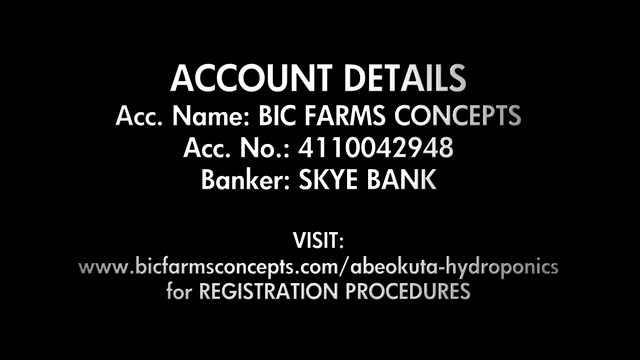 ACCOUNT DETAILS
Acc. Name: BIC FARMS CONCEPTS
Acc. No.: 4110042948
Banker: SKYE BANK
VISIT:
www.bicfarmsconcepts.com/abeokuta-hydroponics
for REGISTRATION PROCEDURES